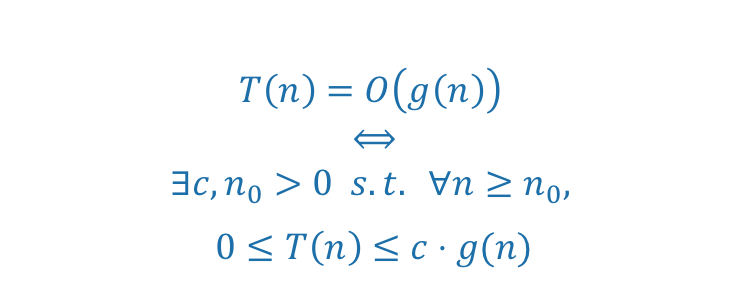 T(n) = O(g(n))
⟺
∃c, n₀ > 0 s.t. ∀n ≥ n₀,
0 ≤ T(n) ≤ c · g(n)